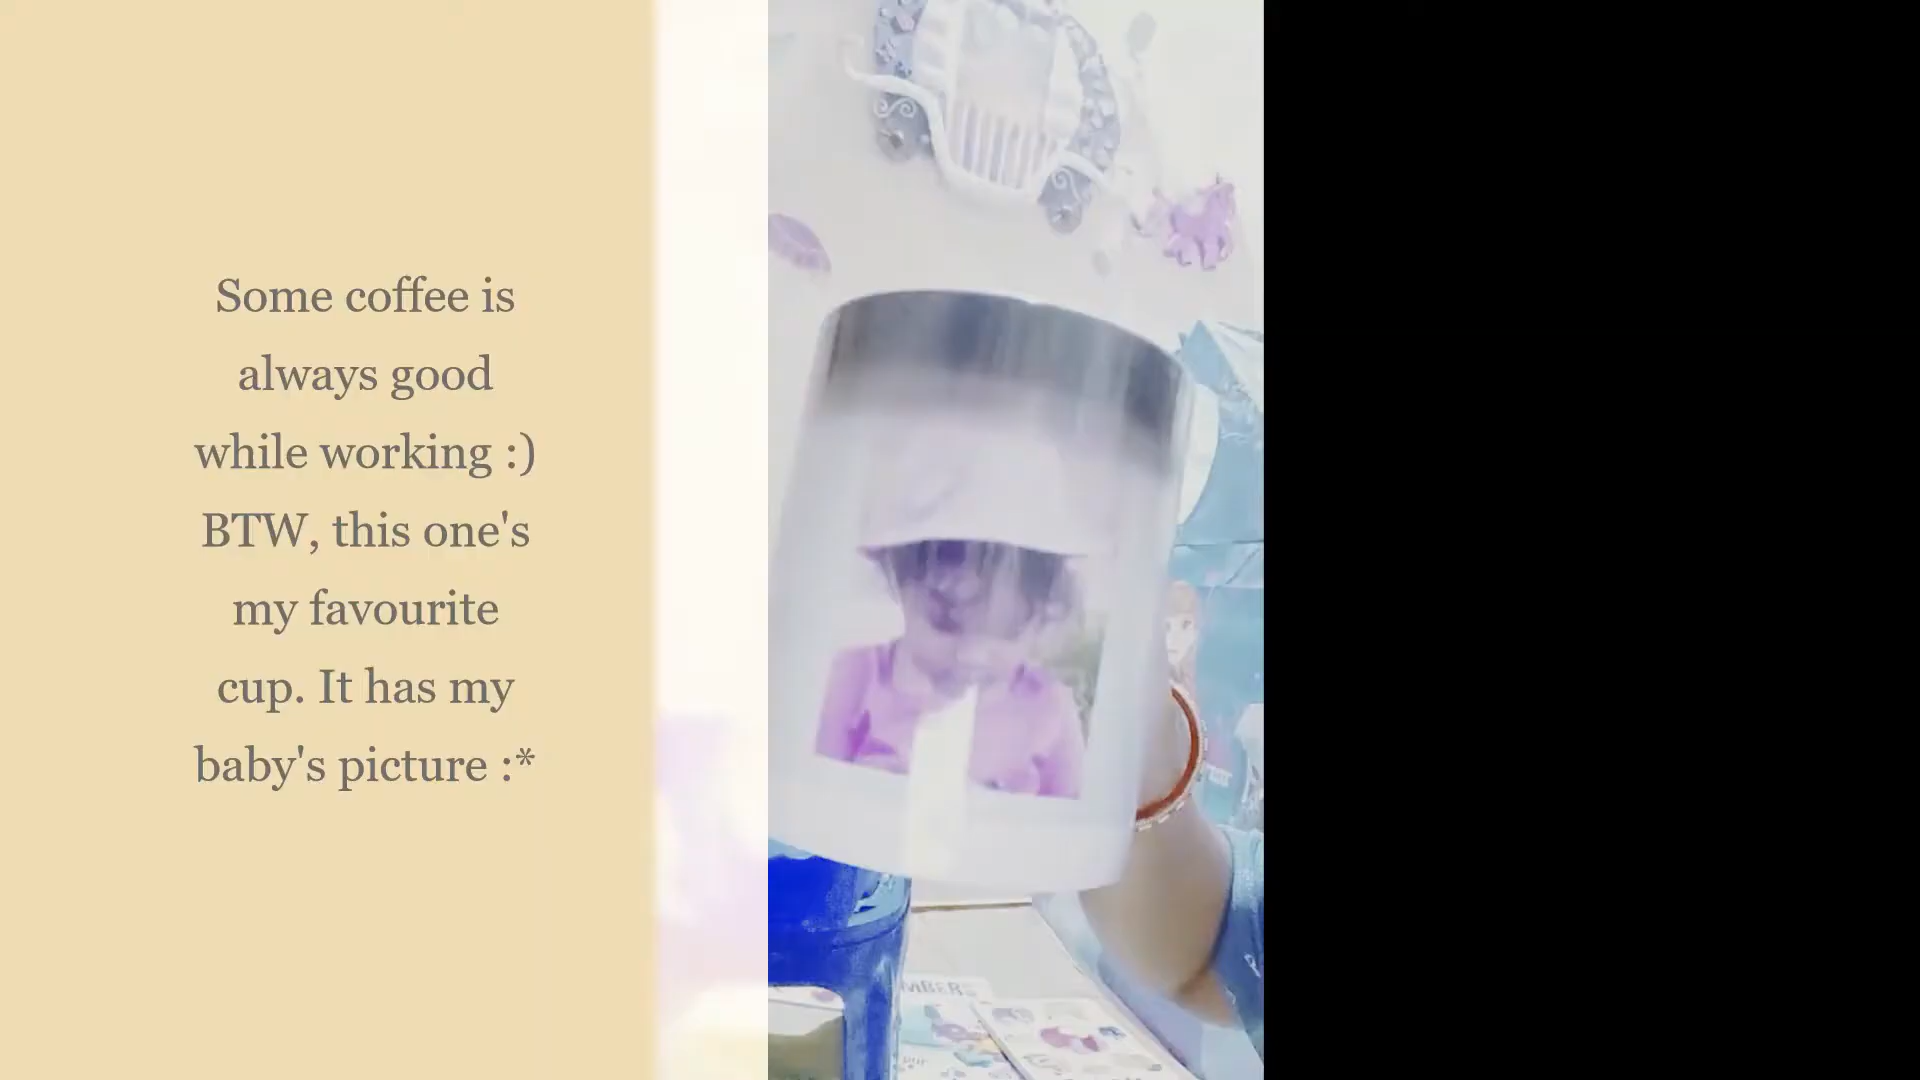 Some coffee is
always good
while working :)
BTW, this one's
my favourite
cup. It has my
baby's picture :*